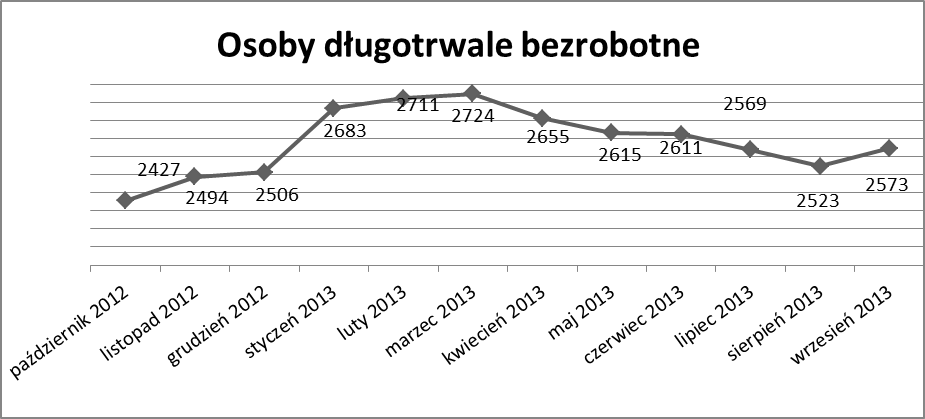 Osoby długotrwale bezrobotne
2427
2494
2506
2683
2711
2724
2655
2615
2611
2569
2523
2573
październik 2012
listopad 2012
grudzień 2012
styczeń 2013
luty 2013
marzec 2013
kwiecień 2013
maj 2013
czerwiec 2013
lipiec 2013
sierpień 2013
wrzesień 2013